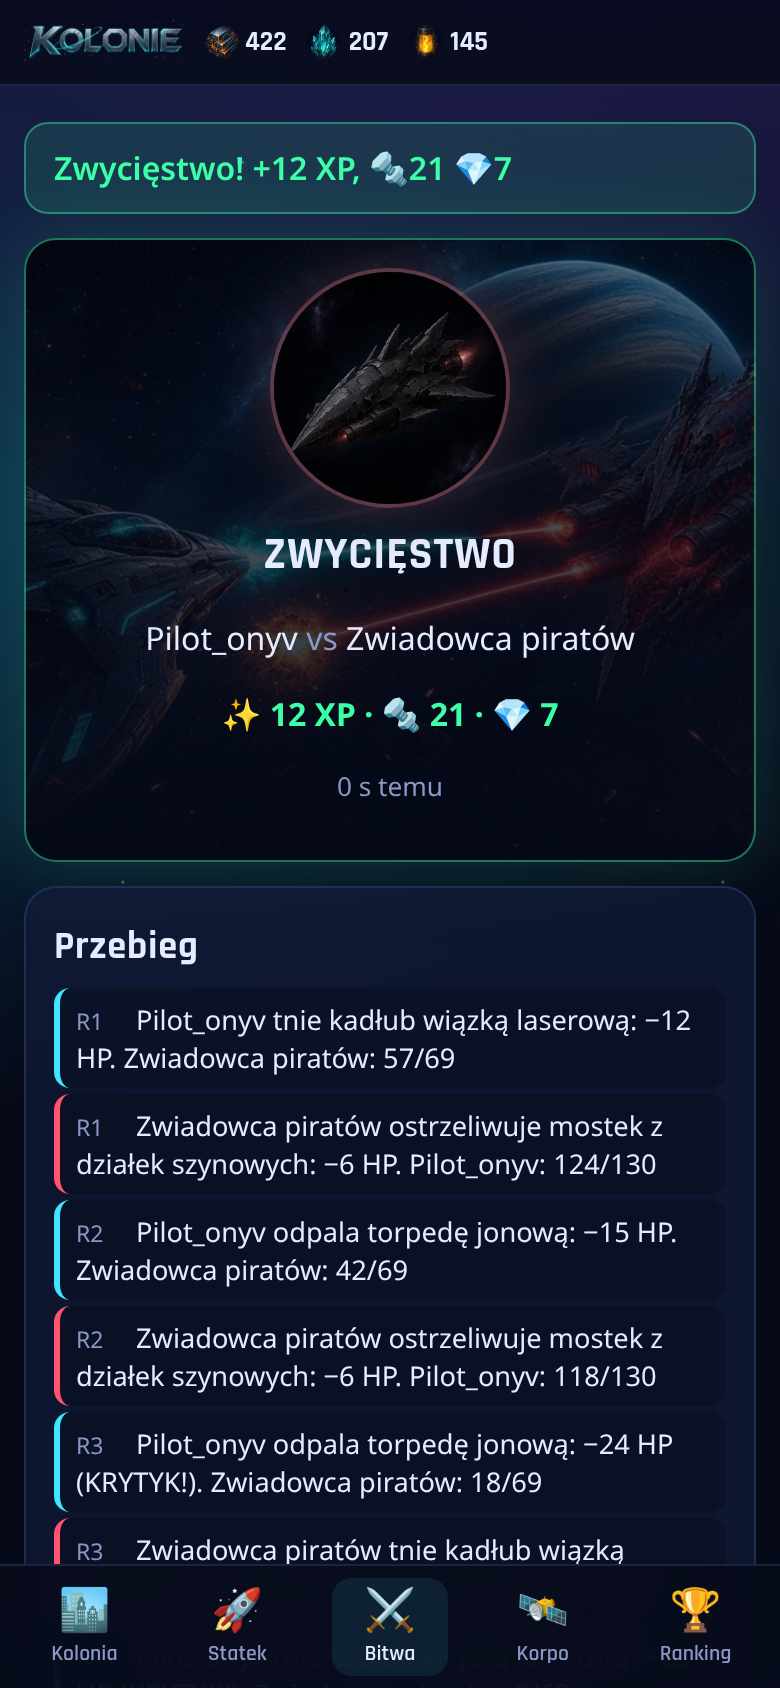 KOLONIE 422 207 145
Zwycięstwo! +12 XP, 🔩21 💎7
ZWYCIĘSTWO
Pilot_onyv vs Zwiadowca piratów
✨ 12 XP · 🔩 21 · 💎 7
0 s temu
Przebieg
R1 Pilot_onyv tnie kadłub wiązką laserową: −12
HP. Zwiadowca piratów: 57/69
R1 Zwiadowca piratów ostrzeliwuje mostek z
działek szynowych: −6 HP. Pilot_onyv: 124/130
R2 Pilot_onyv odpala torpedę jonową: −15 HP.
Zwiadowca piratów: 42/69
R2 Zwiadowca piratów ostrzeliwuje mostek z
działek szynowych: −6 HP. Pilot_onyv: 118/130
R3 Pilot_onyv odpala torpedę jonową: −24 HP
(KRYTYK!). Zwiadowca piratów: 18/69
R3 Zwiadowca piratów tnie kadłub wiązką
Kolonia Statek Bitwa Korpo Ranking